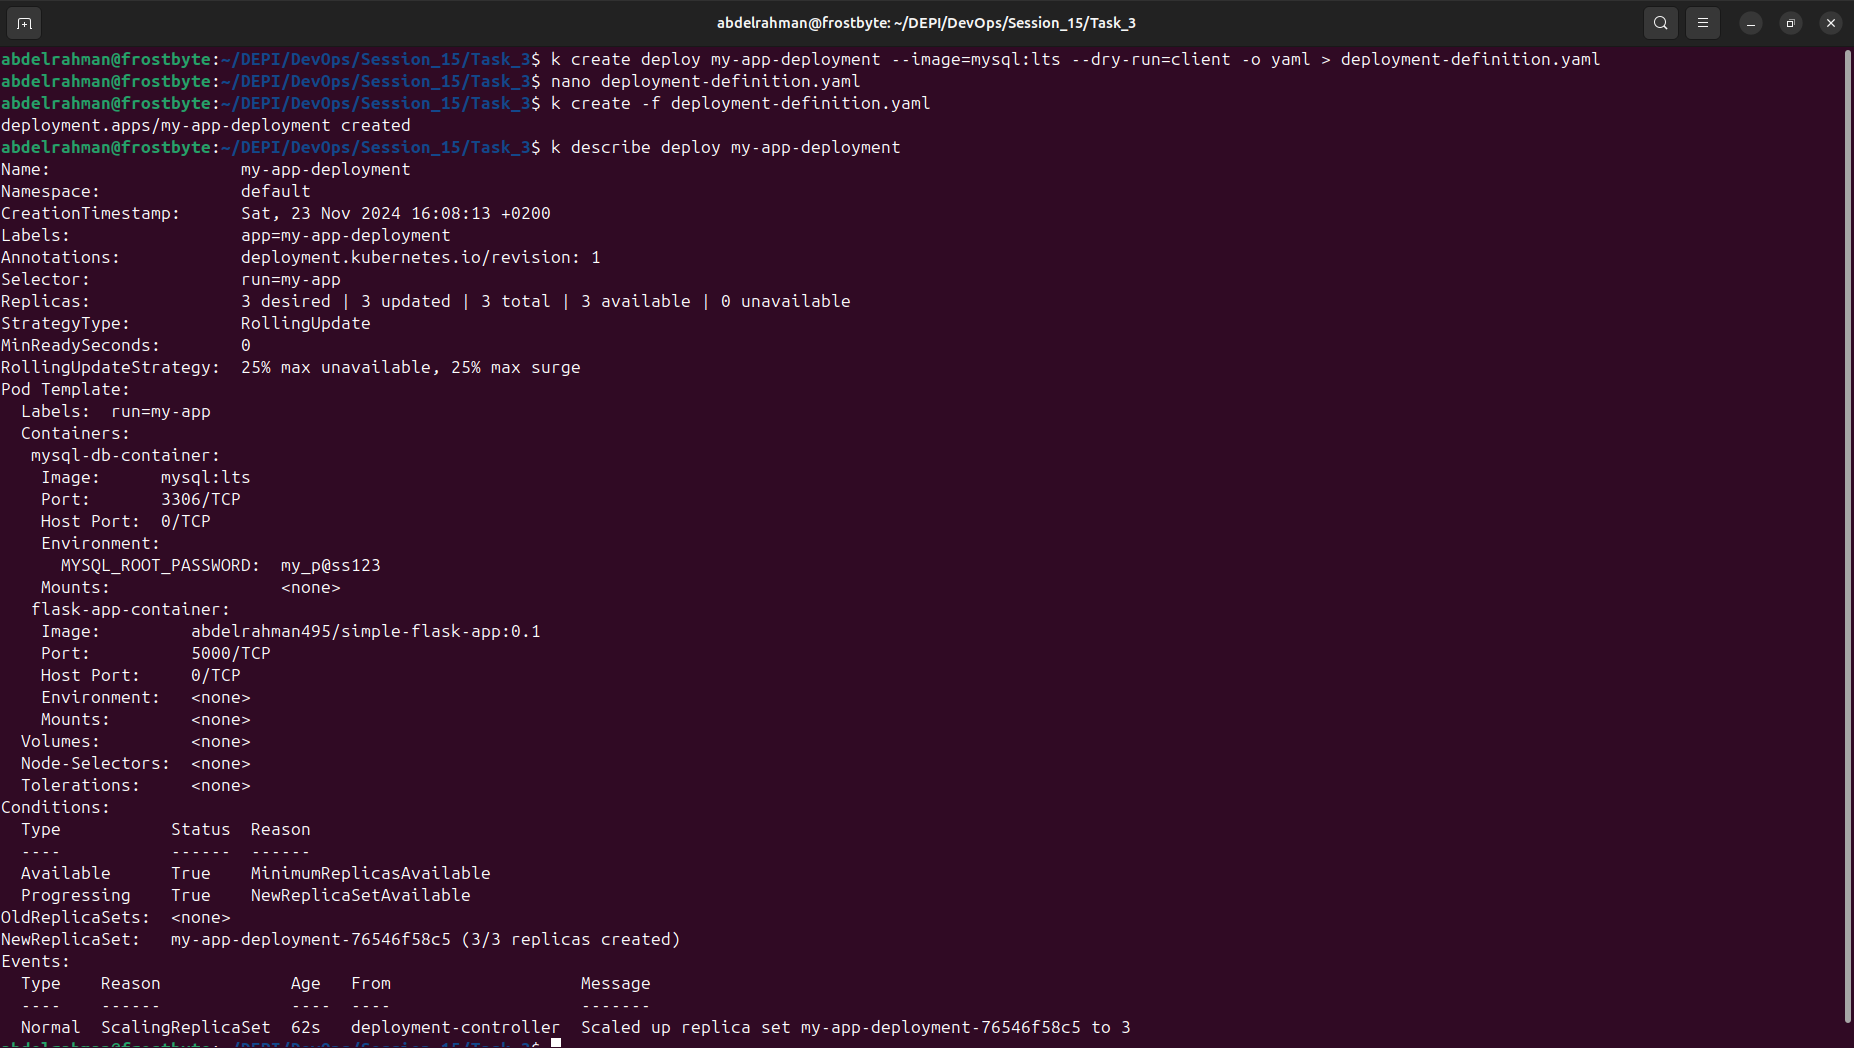 abdelrahman@frostbyte: ~/DEPI/DevOps/Session_15/Task_3
abdelrahman@frostbyte:~/DEPI/DevOps/Session_15/Task_3$ k create deploy my-app-deployment --image=mysql:lts --dry-run=client -o yaml > deployment-definition.yaml
abdelrahman@frostbyte:~/DEPI/DevOps/Session_15/Task_3$ nano deployment-definition.yaml
abdelrahman@frostbyte:~/DEPI/DevOps/Session_15/Task_3$ k create -f deployment-definition.yaml
deployment.apps/my-app-deployment created
abdelrahman@frostbyte:~/DEPI/DevOps/Session_15/Task_3$ k describe deploy my-app-deployment
Name:                   my-app-deployment
Namespace:              default
CreationTimestamp:      Sat, 23 Nov 2024 16:08:13 +0200
Labels:                 app=my-app-deployment
Annotations:            deployment.kubernetes.io/revision: 1
Selector:               run=my-app
Replicas:               3 desired | 3 updated | 3 total | 3 available | 0 unavailable
StrategyType:           RollingUpdate
MinReadySeconds:        0
RollingUpdateStrategy:  25% max unavailable, 25% max surge
Pod Template:
  Labels:  run=my-app
  Containers:
   mysql-db-container:
    Image:      mysql:lts
    Port:       3306/TCP
    Host Port:  0/TCP
    Environment:
      MYSQL_ROOT_PASSWORD:  my_p@ss123
    Mounts:                 <none>
   flask-app-container:
    Image:         abdelrahman495/simple-flask-app:0.1
    Port:          5000/TCP
    Host Port:     0/TCP
    Environment:   <none>
    Mounts:        <none>
  Volumes:         <none>
  Node-Selectors:  <none>
  Tolerations:     <none>
Conditions:
  Type           Status  Reason
  ----           ------  ------
  Available      True    MinimumReplicasAvailable
  Progressing    True    NewReplicaSetAvailable
OldReplicaSets:  <none>
NewReplicaSet:   my-app-deployment-76546f58c5 (3/3 replicas created)
Events:
  Type    Reason             Age   From                   Message
  ----    ------             ----  ----                   -------
  Normal  ScalingReplicaSet  62s   deployment-controller  Scaled up replica set my-app-deployment-76546f58c5 to 3
abdelrahman@frostbyte:~/DEPI/DevOps/Session_15/Task_3$